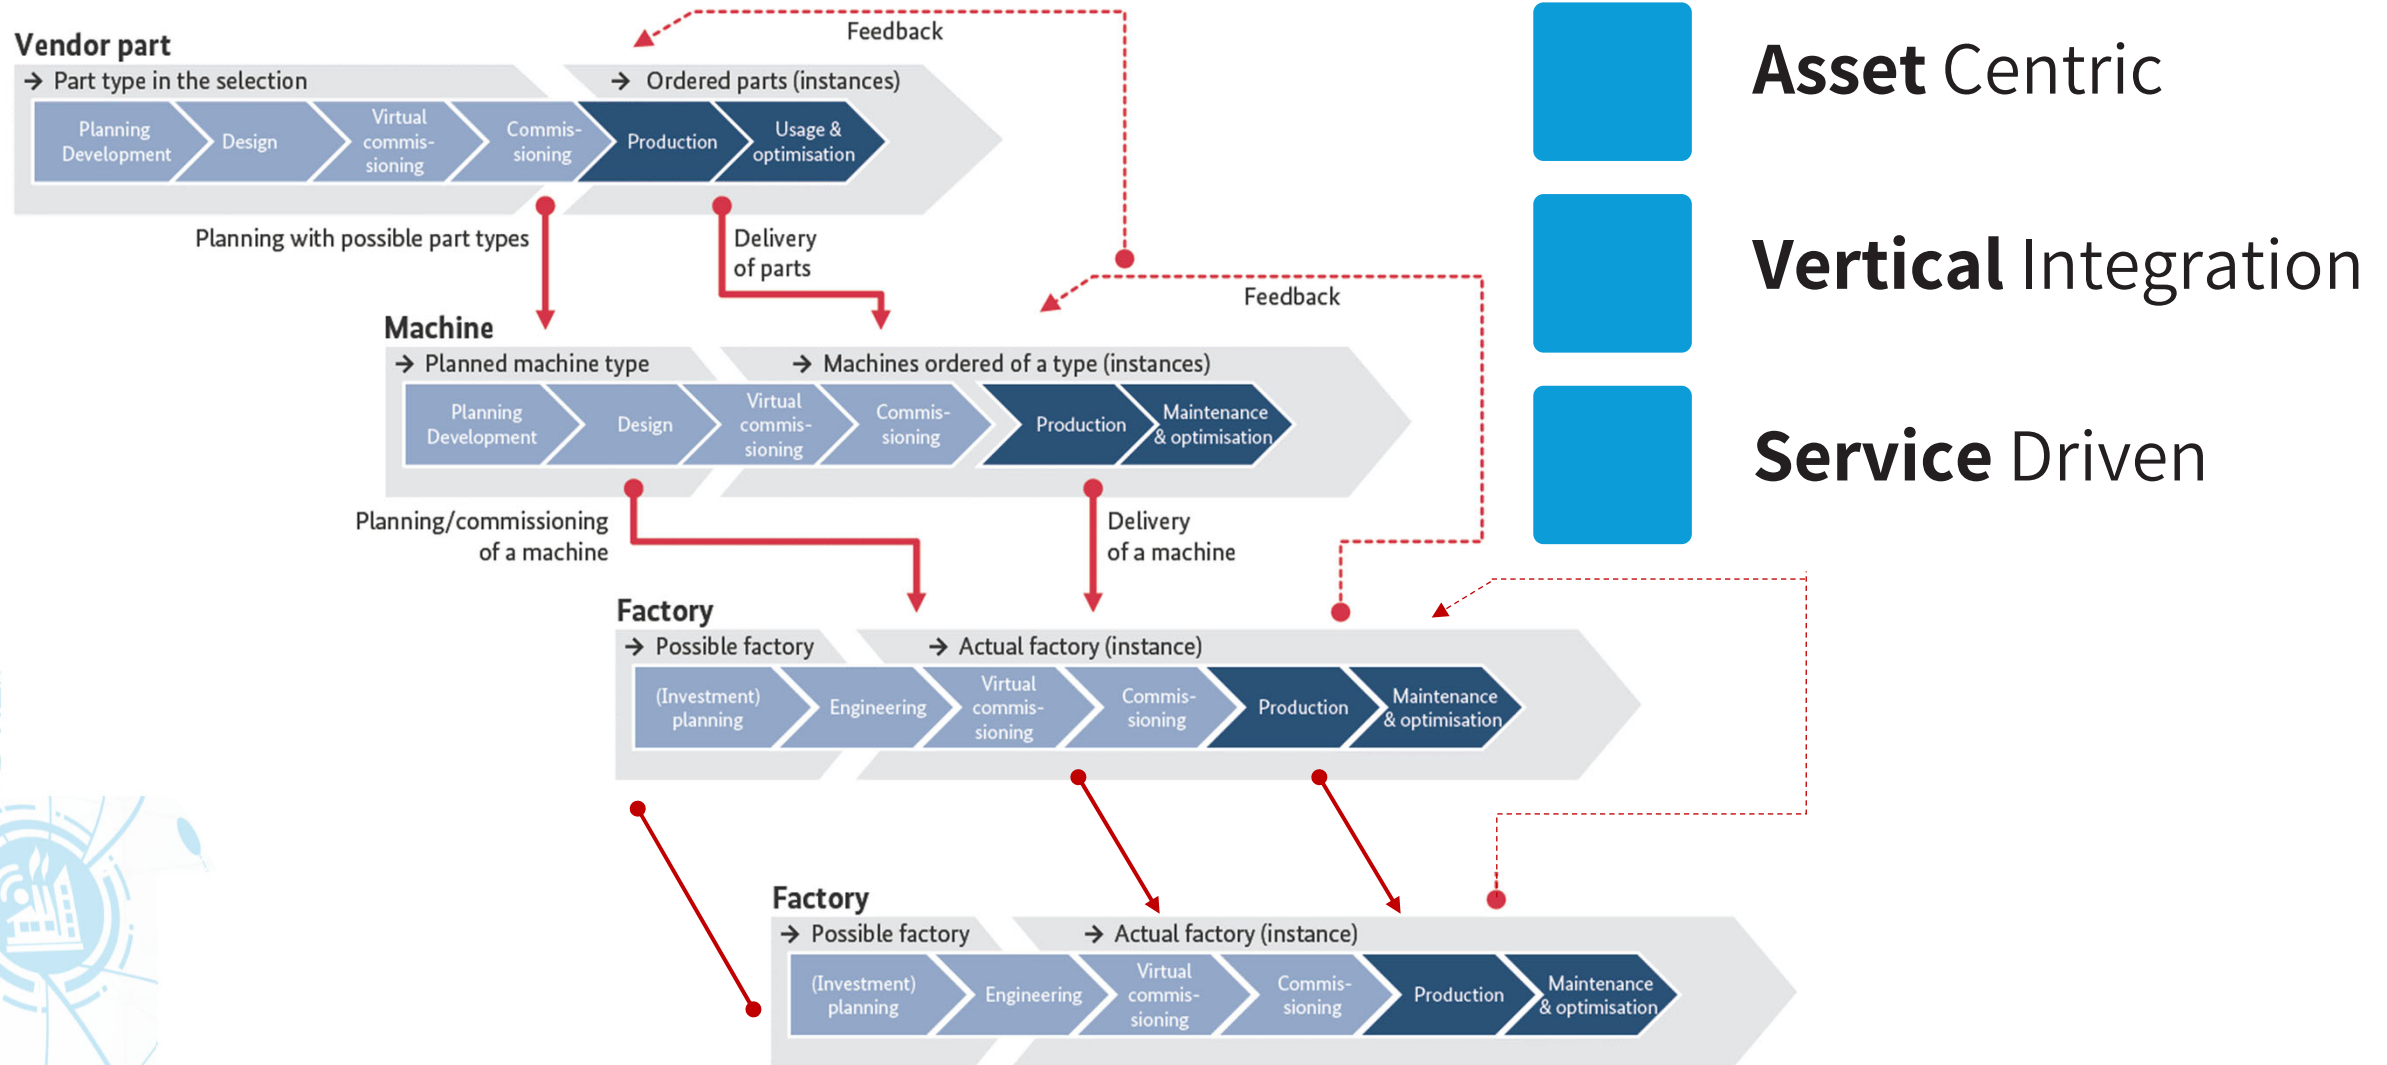 Feedback
Vendor part
→ Part type in the selection
→ Ordered parts (instances)
Planning
Development
Design
Virtual
commis-
sioning
Commis-
sioning
Production
Usage &
optimisation
Planning with possible part types
Delivery
of parts
Feedback
Machine
→ Planned machine type
→ Machines ordered of a type (instances)
Planning
Development
Design
Virtual
commis-
sioning
Commis-
sioning
Production
Maintenance
& optimisation
Planning/commissioning
of a machine
Delivery
of a machine
Factory
→ Possible factory
→ Actual factory (instance)
(Investment)
planning
Engineering
Virtual
commis-
sioning
Commis-
sioning
Production
Maintenance
& optimisation
Factory
→ Possible factory
→ Actual factory (instance)
(Investment)
planning
Engineering
Virtual
commis-
sioning
Commis-
sioning
Production
Maintenance
& optimisation
Asset Centric
Vertical Integration
Service Driven